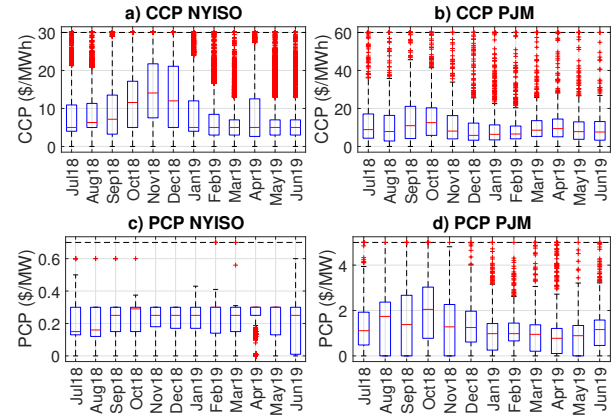 a) CCP NYISO
b) CCP PJM
CCP ($/MWh)
30
20
10
0
Jul18
Aug18
Sep18
Oct18
Nov18
Dec18
Jan19
Feb19
Mar19
Apr19
May19
Jun19
CCP ($/MWh)
60
40
20
0
Jul18
Aug18
Sep18
Oct18
Nov18
Dec18
Jan19
Feb19
Mar19
Apr19
May19
Jun19
c) PCP NYISO
d) PCP PJM
PCP ($/MW)
0.6
0.4
0.2
0
Jul18
Aug18
Sep18
Oct18
Nov18
Dec18
Jan19
Feb19
Mar19
Apr19
May19
Jun19
PCP ($/MW)
4
2
0
Jul18
Aug18
Sep18
Oct18
Nov18
Dec18
Jan19
Feb19
Mar19
Apr19
May19
Jun19